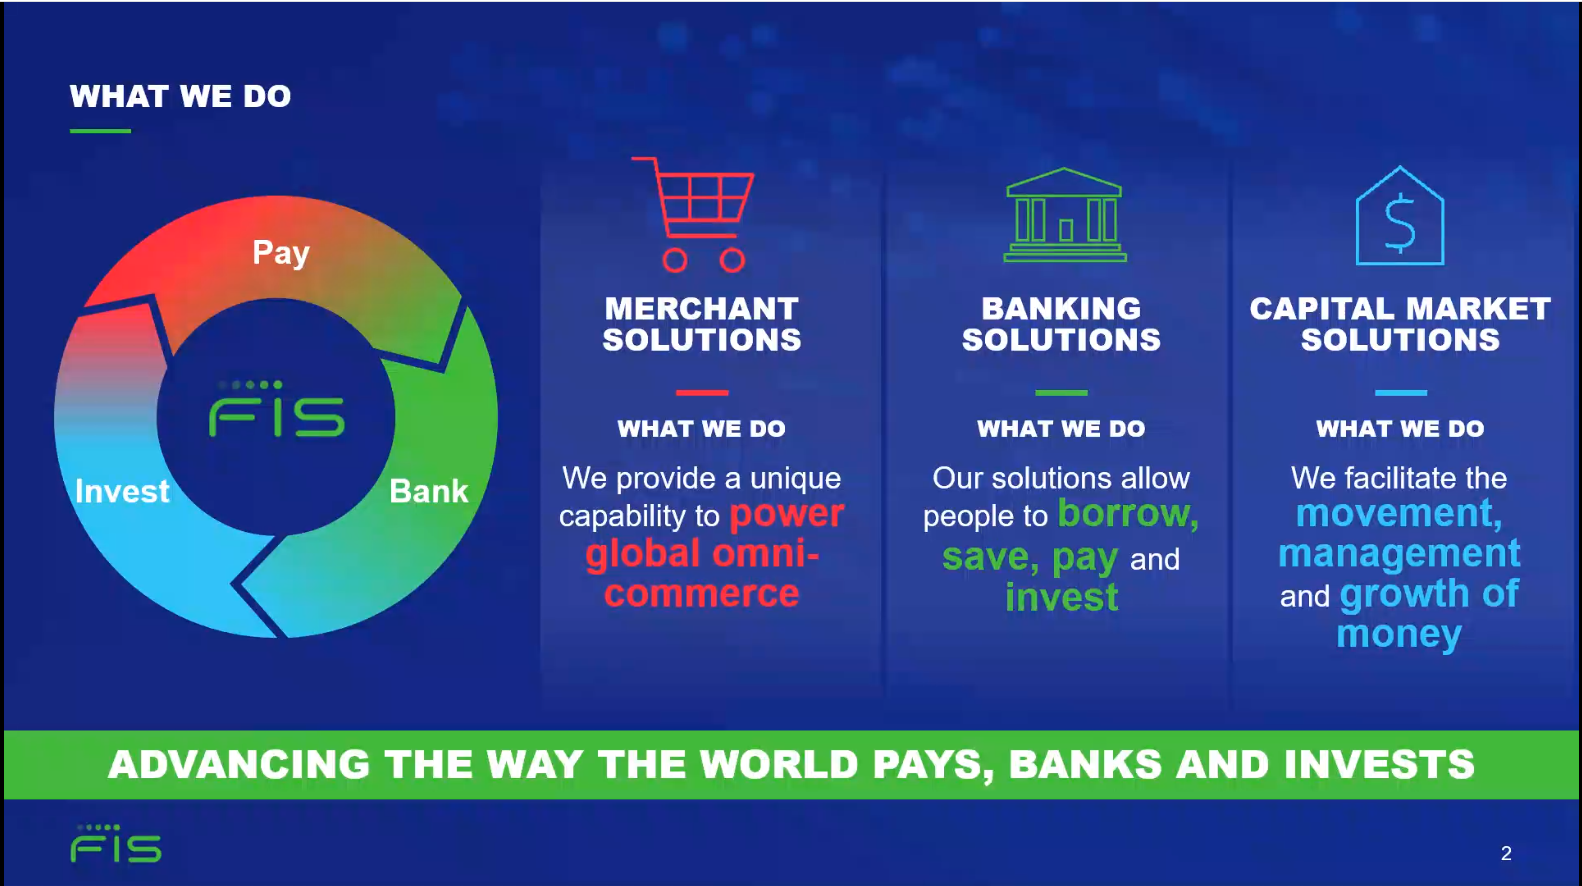 WHAT WE DO
Pay
Invest
Bank
FIS
MERCHANT
SOLUTIONS
WHAT WE DO
We provide a unique
capability to power
global omni-
commerce
BANKING
SOLUTIONS
WHAT WE DO
Our solutions allow
people to borrow,
save, pay and
invest
CAPITAL MARKET
SOLUTIONS
WHAT WE DO
We facilitate the
movement,
management
and growth of
money
ADVANCING THE WAY THE WORLD PAYS, BANKS AND INVESTS
FIS
2